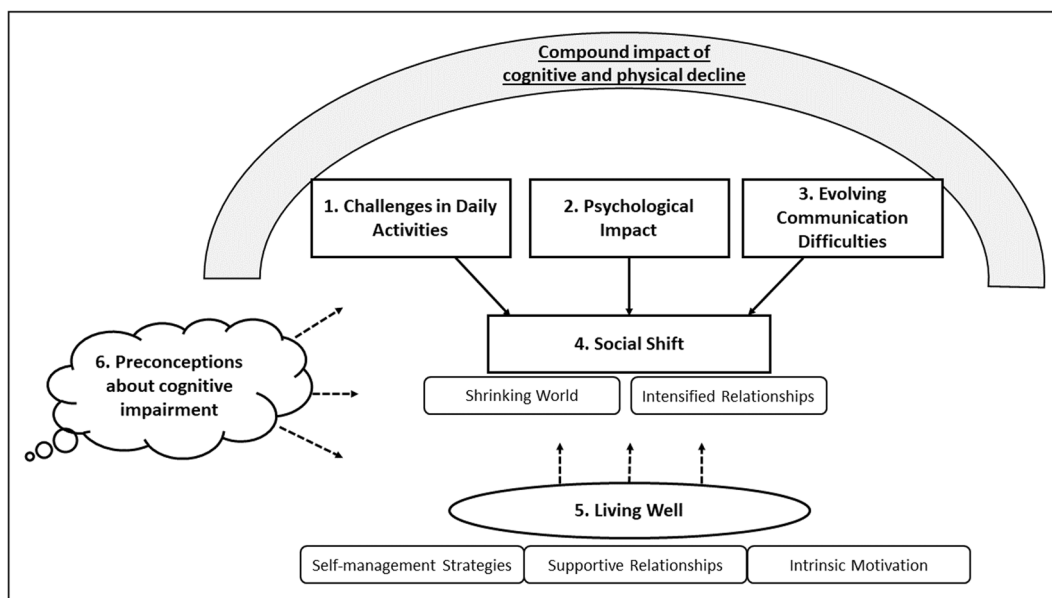 Compound impact of
cognitive and physical decline
1. Challenges in Daily
Activities
2. Psychological
Impact
3. Evolving
Communication
Difficulties
4. Social Shift
Shrinking World
Intensified Relationships
6. Preconceptions
about cognitive
impairment
5. Living Well
Self-management Strategies
Supportive Relationships
Intrinsic Motivation